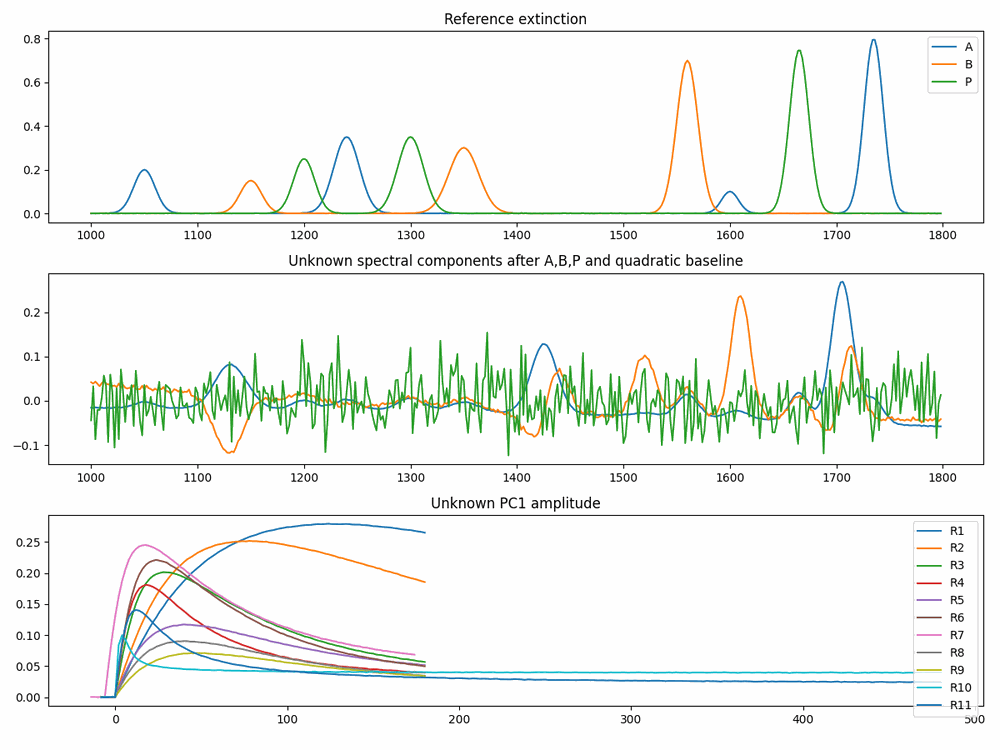 Reference extinction
0.8
0.6
0.4
0.2
0.0
A
B
P
1000 1100 1200 1300 1400 1500 1600 1700 1800
Unknown spectral components after A,B,P and quadratic baseline
0.2
0.1
0.0
−0.1
1000 1100 1200 1300 1400 1500 1600 1700 1800
Unknown PC1 amplitude
0.25
0.20
0.15
0.10
0.05
0.00
R1
R2
R3
R4
R5
R6
R7
R8
R9
R10
R11
0 100 200 300 400 500